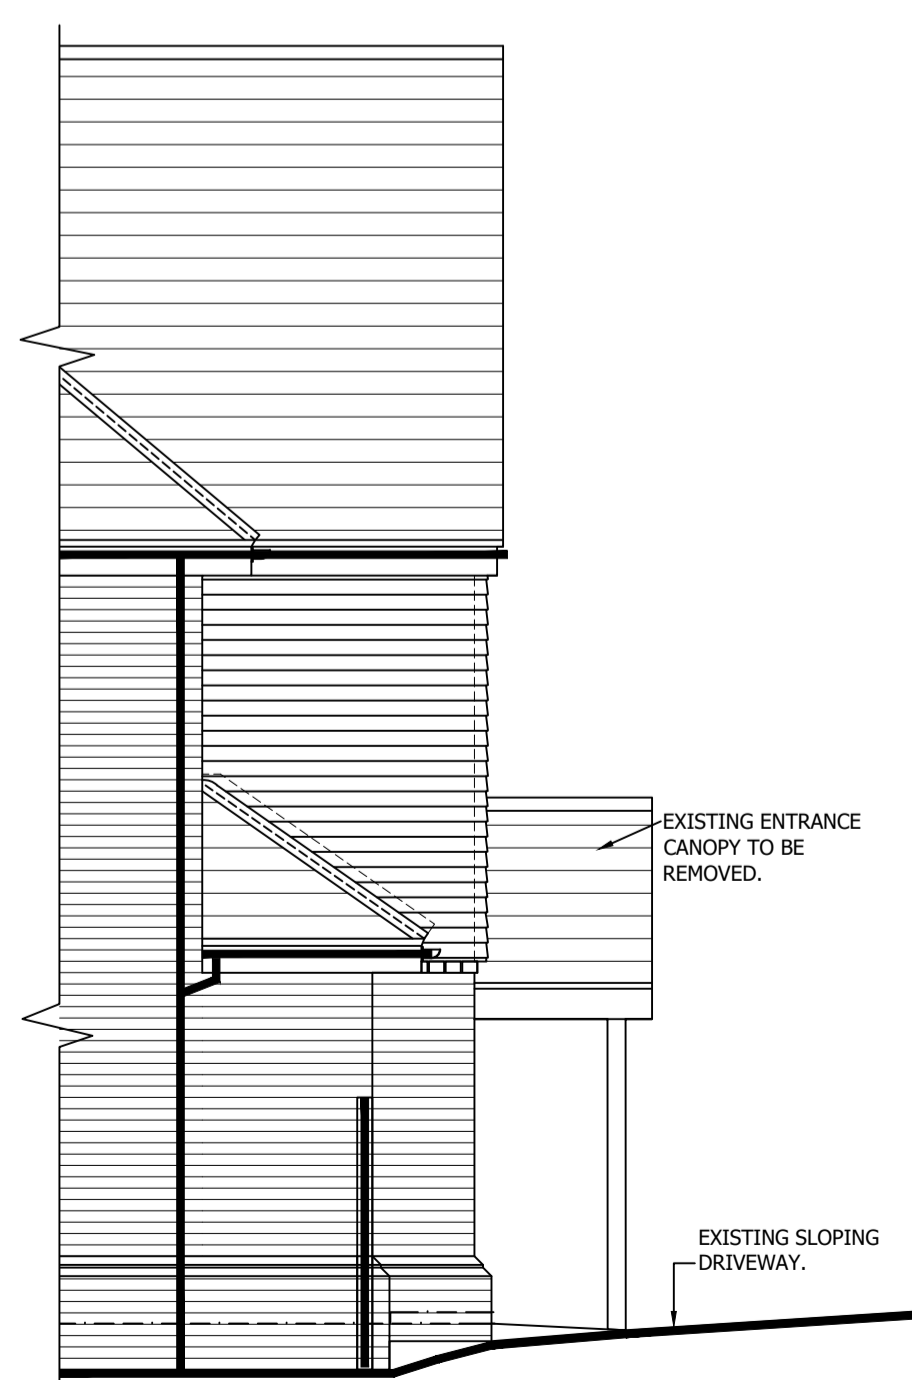 EXISTING ENTRANCE
CANOPY TO BE
REMOVED.
EXISTING SLOPING
DRIVEWAY.